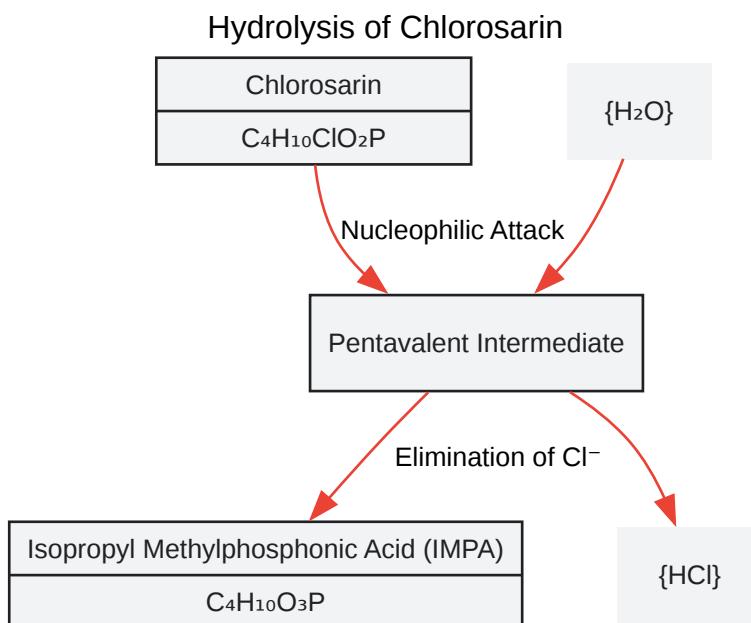 Hydrolysis of Chlorosarin
Chlorosarin
C₄H₁₀ClO₂P
{H₂O}
Nucleophilic Attack
Pentavalent Intermediate
Elimination of Cl⁻
Isopropyl Methylphosphonic Acid (IMPA)
C₄H₁₀O₃P
{HCl}